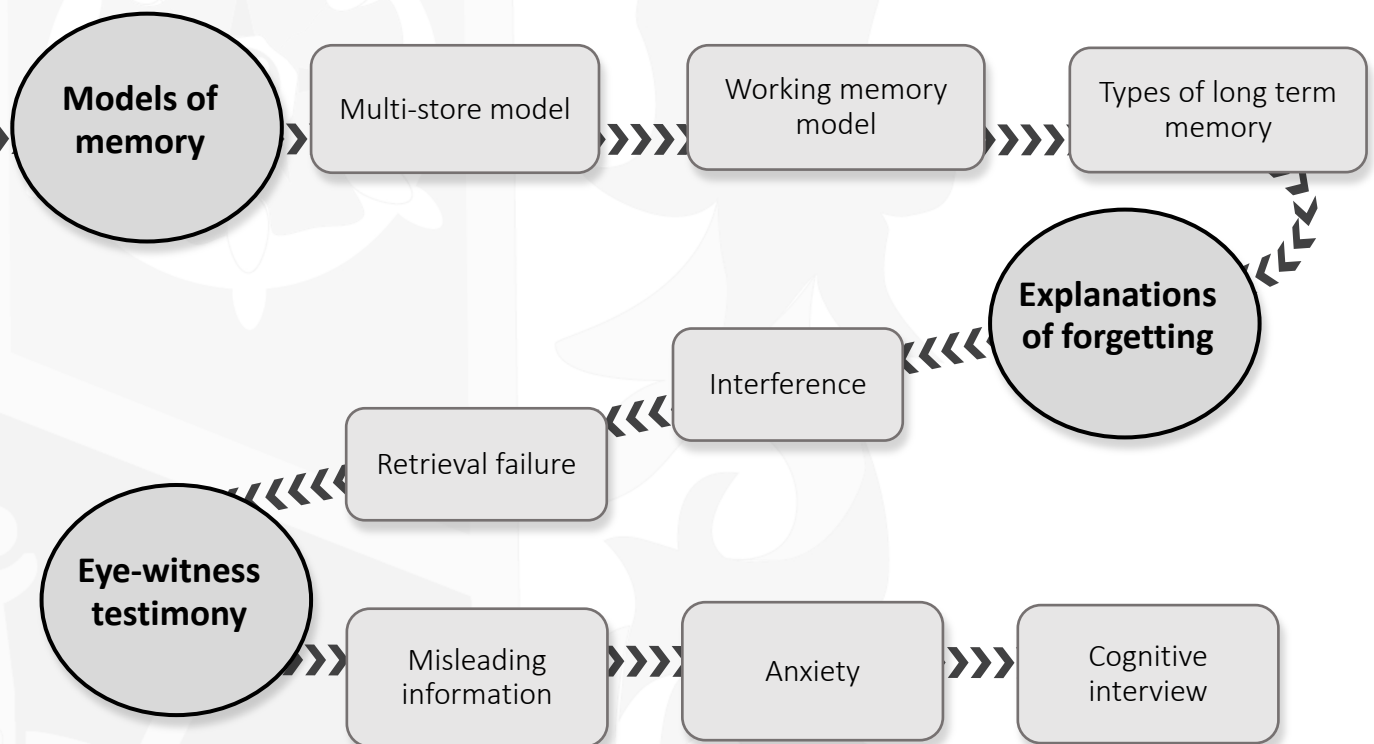 Models of
memory
Multi-store model
Working memory
model
Types of long term
memory
Explanations
of forgetting
Interference
Retrieval failure
Eye-witness
testimony
Misleading
information
Anxiety
Cognitive
interview